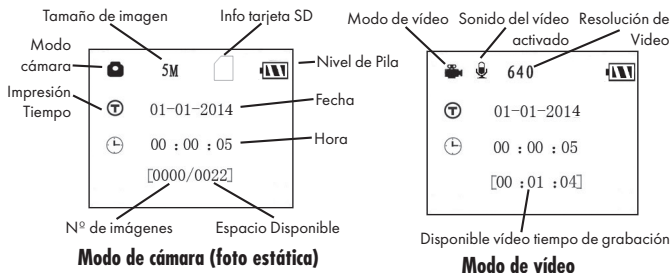 Tamaño de imagen
Info tarjeta SD
Modo
cámara
5M
Nivel de Pila
Impresión
Tiempo
T
01-01-2014
Fecha
00 : 00 : 05
Hora
[0000/0022]
Nº de imágenes
Espacio Disponible
Modo de cámara (foto estática)
Modo de vídeo
Sonido del vídeo
activado
Resolución de
Video
640
T
01-01-2014
00 : 00 : 05
[00 :01 :04]
Disponible vídeo tiempo de grabación
Modo de vídeo